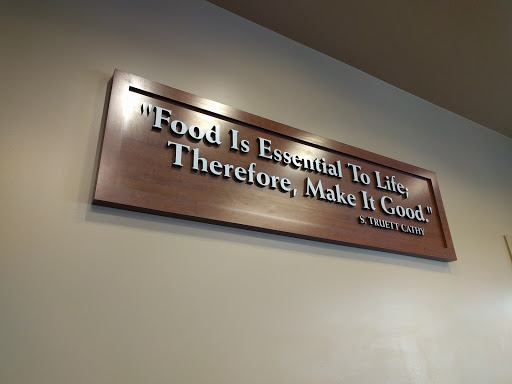 "Food Is Essential To Life;
Therefore, Make It Good."
S. TRUETT CATHY